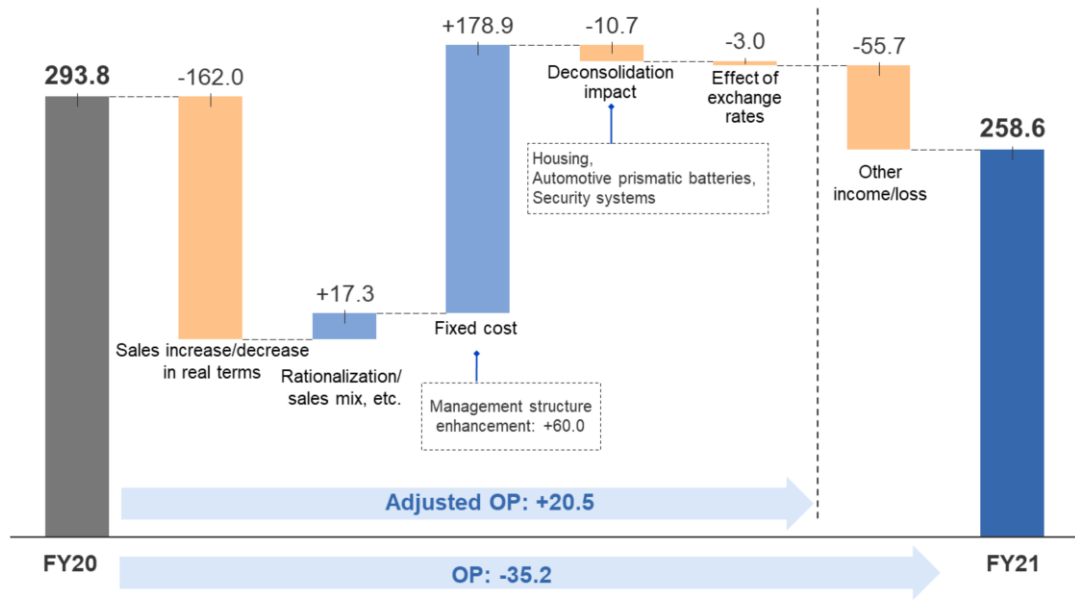 293.8
-162.0
+17.3
+178.9
-10.7
-3.0
-55.7
258.6
Sales increase/decrease
in real terms
Rationalization/
sales mix, etc.
Fixed cost
Management structure
enhancement: +60.0
Deconsolidation
impact
Housing,
Automotive prismatic batteries,
Security systems
Effect of
exchange
rates
Other
income/loss
Adjusted OP: +20.5
FY20
FY21
OP: -35.2